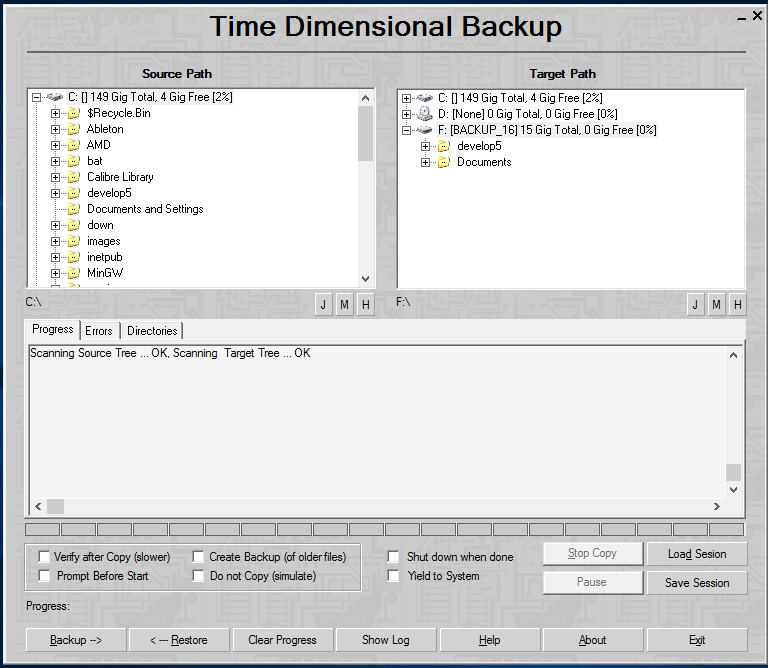 Time Dimensional Backup
Source Path
Target Path
C: [] 149 Gig Total, 4 Gig Free [2%]
$Recycle.Bin
Ableton
AMD
bat
Calibre Library
develop5
Documents and Settings
down
images
inetpub
MinGW
C: [] 149 Gig Total, 4 Gig Free [2%]
D: [None] 0 Gig Total, 0 Gig Free [0%]
F: [BACKUP_16] 15 Gig Total, 0 Gig Free [0%]
develop5
Documents
C:\
J M H
F:\
J M H
Progress Errors Directories
Scanning Source Tree ... OK, Scanning  Target Tree ... OK
Verify after Copy (slower)
Create Backup (of older files)
Shut down when done
Stop Copy
Load Sesion
Prompt Before Start
Do not Copy (simulate)
Yield to System
Pause
Save Session
Progress:
Backup -->
<--- Restore
Clear Progress
Show Log
Help
About
Exit